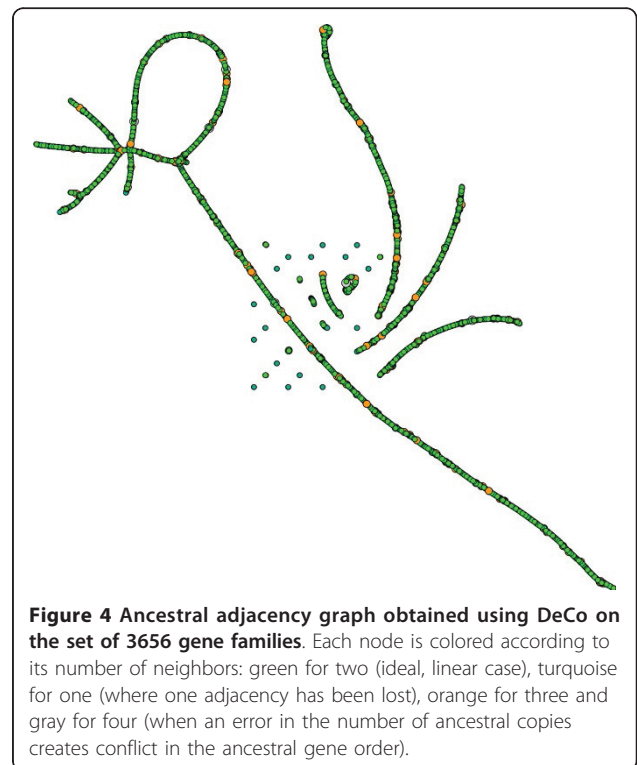 Figure 4 Ancestral adjacency graph obtained using DeCo on
the set of 3656 gene families. Each node is colored according to
its number of neighbors: green for two (ideal, linear case), turquoise
for one (where one adjacency has been lost), orange for three and
gray for four (when an error in the number of ancestral copies
creates conflict in the ancestral gene order).